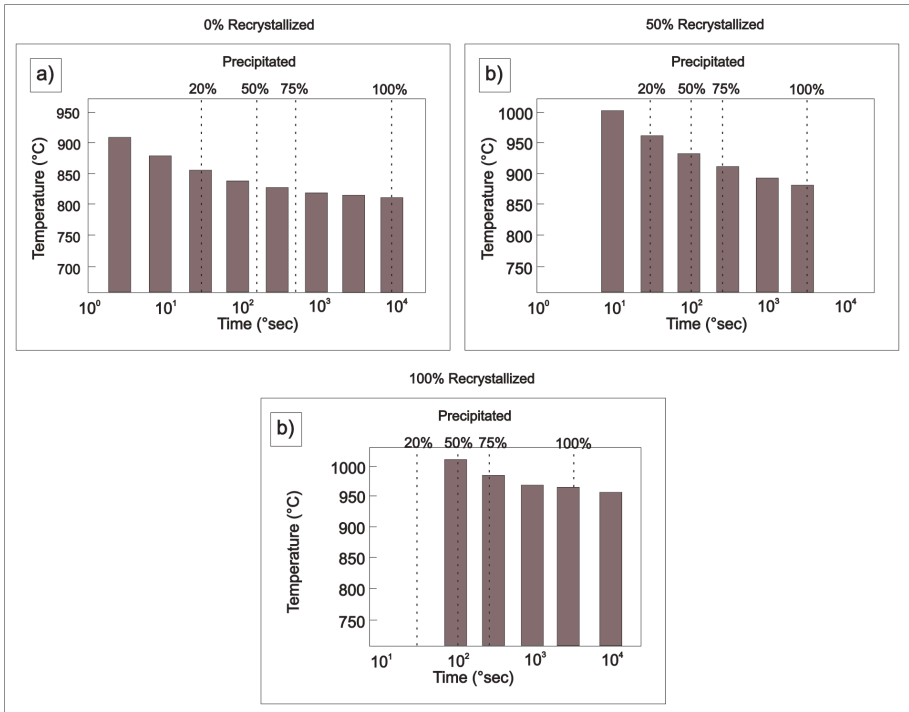 0% Recrystallized
a)
Precipitated
20% 50% 75% 100%
950
900
850
800
750
700
Temperature (°C)
10⁰ 10¹ 10² 10³ 10⁴
Time (°sec)
50% Recrystallized
b)
Precipitated
20% 50% 75% 100%
1000
950
900
850
800
750
Temperature (°C)
10⁰ 10¹ 10² 10³ 10⁴
Time (°sec)
100% Recrystallized
b)
Precipitated
20% 50% 75% 100%
1000
950
900
850
800
750
Temperature (°C)
10¹ 10² 10³ 10⁴
Time (°sec)